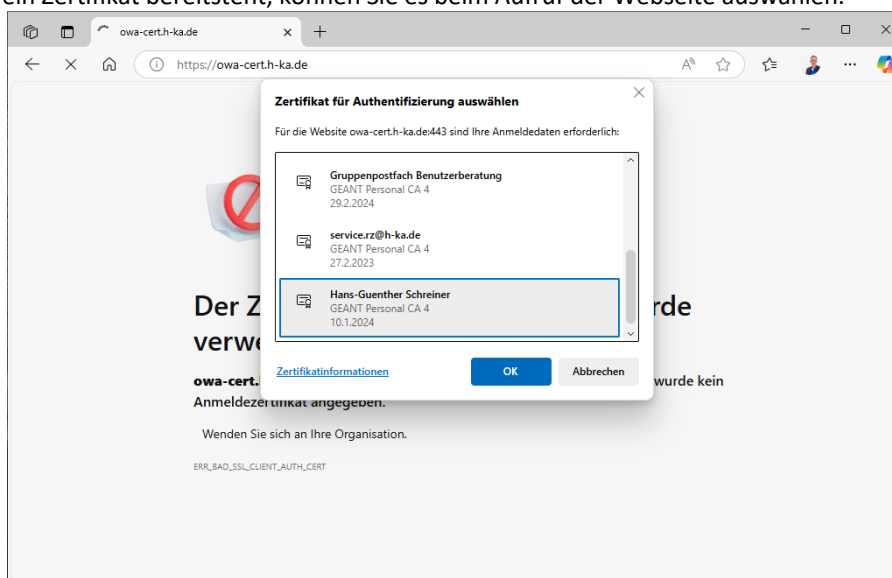 ein Zertifikat bereitsteht, können Sie es beim Aufruf der Webseite auswählen.
owa-cert.h-ka.de
https://owa-cert.h-ka.de
Zertifikat für Authentifizierung auswählen
Für die Website owa-cert.h-ka.de:443 sind Ihre Anmeldedaten erforderlich:
Gruppenpostfach Benutzerberatung
GEANT Personal CA 4
29.2.2024
service.rz@h-ka.de
GEANT Personal CA 4
27.2.2023
Hans-Guenther Schreiner
GEANT Personal CA 4
10.1.2024
Zertifikatinformationen
OK
Abbrechen
Der Z rde
verwe
owa-cert. wurde kein
Anmeldezertifikat angegeben.
Wenden Sie sich an Ihre Organisation.
ERR_BAD_SSL_CLIENT_AUTH_CERT